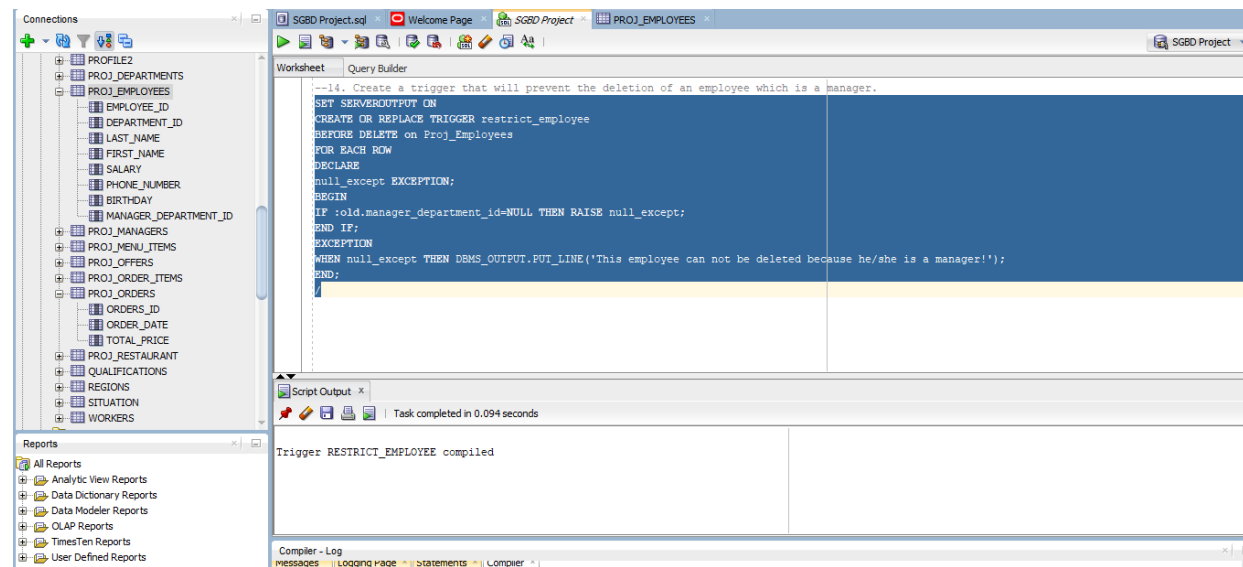 Connections
PROFILE2
PROJ_DEPARTMENTS
PROJ_EMPLOYEES
EMPLOYEE_ID
DEPARTMENT_ID
LAST_NAME
FIRST_NAME
SALARY
PHONE_NUMBER
BIRTHDAY
MANAGER_DEPARTMENT_ID
PROJ_MANAGERS
PROJ_MENU_ITEMS
PROJ_OFFERS
PROJ_ORDER_ITEMS
PROJ_ORDERS
ORDERS_ID
ORDER_DATE
TOTAL_PRICE
PROJ_RESTAURANT
QUALIFICATIONS
REGIONS
SITUATION
WORKERS
Reports
All Reports
Analytic View Reports
Data Dictionary Reports
Data Modeler Reports
OLAP Reports
TimesTen Reports
User Defined Reports
SGBD Project.sql Welcome Page SGBD Project PROJ_EMPLOYEES
SGBD Project
Worksheet Query Builder
--14. Create a trigger that will prevent the deletion of an employee which is a manager.
SET SERVEROUTPUT ON
CREATE OR REPLACE TRIGGER restrict_employee
BEFORE DELETE on Proj_Employees
FOR EACH ROW
DECLARE
null_except EXCEPTION;
BEGIN
IF :old.manager_department_id=NULL THEN RAISE null_except;
END IF;
EXCEPTION
WHEN null_except THEN DBMS_OUTPUT.PUT_LINE('This employee can not be deleted because he/she is a manager!');
END;
/
Script Output
Task completed in 0.094 seconds
Trigger RESTRICT_EMPLOYEE compiled
Compiler - Log
Messages Logging Page Statements Compiler